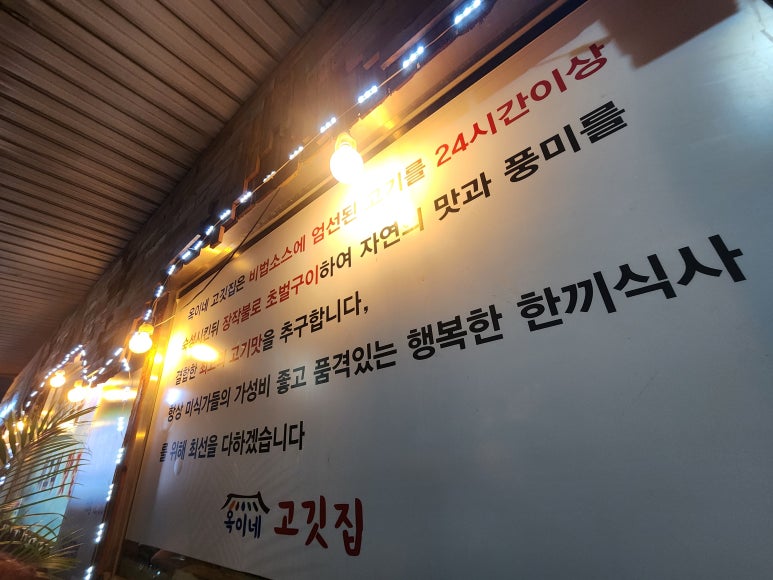 옥이네 고깃집은 비법소스에 엄선된 고기를 24시간이상
숙성시킨뒤 장작불로 초벌구이하여 자연의 맛과 풍미를
결합한 최고의 고기맛을 추구합니다,
항상 미식가들의 가성비 좋고 품격있는 행복한 한끼식사
를 위해 최선을 다하겠습니다
옥이네 고깃집